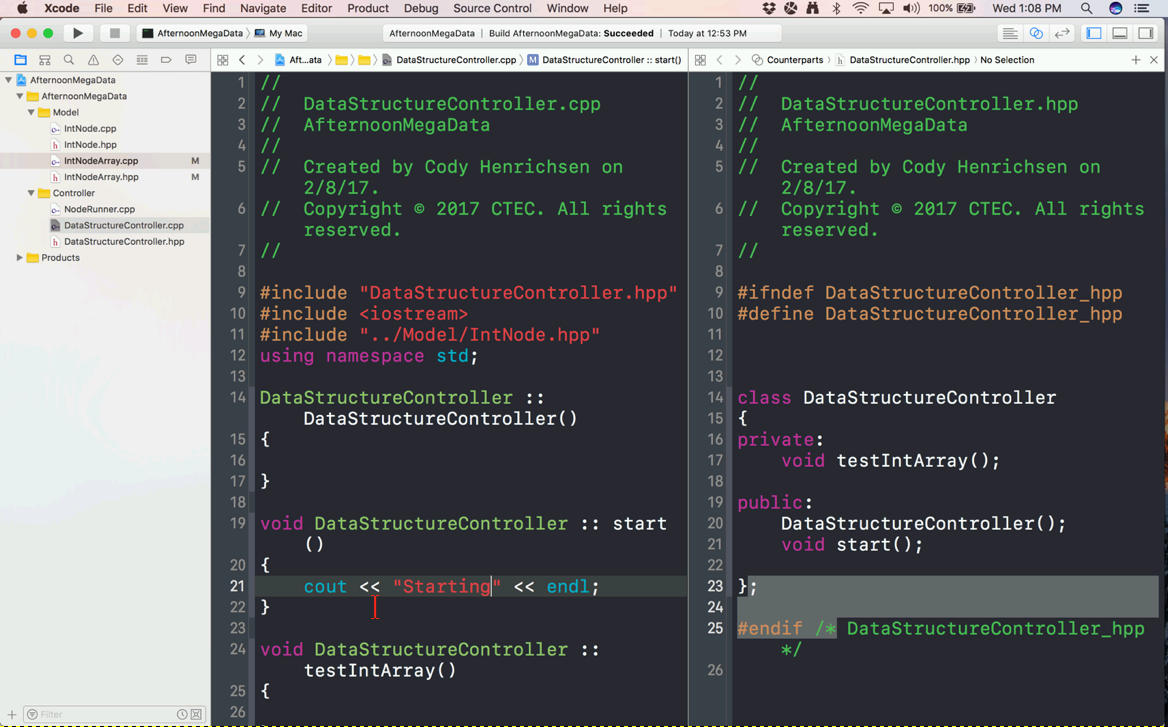 Xcode File Edit View Find Navigate Editor Product Debug Source Control Window Help 100% Wed 1:08 PM
AfternoonMegaData 〉 My Mac AfternoonMegaData | Build AfternoonMegaData: Succeeded | Today at 12:53 PM
Aft...ata 〉 〉 〉 DataStructureController.cpp 〉 M DataStructureController :: start()
Counterparts 〉 h DataStructureController.hpp 〉 No Selection
AfternoonMegaData
AfternoonMegaData
Model
IntNode.cpp
IntNode.hpp
IntNodeArray.cpp M
IntNodeArray.hpp M
Controller
NodeRunner.cpp
DataStructureController.cpp
DataStructureController.hpp
Products
Filter
1 //
2 // DataStructureController.cpp
3 // AfternoonMegaData
4 //
5 // Created by Cody Henrichsen on
2/8/17.
6 // Copyright © 2017 CTEC. All rights
reserved.
7 //
8
9 #include "DataStructureController.hpp"
10 #include <iostream>
11 #include "../Model/IntNode.hpp"
12 using namespace std;
13
14 DataStructureController ::
DataStructureController()
15 {
16
17 }
18
19 void DataStructureController :: start
()
20 {
21 cout << "Starting" << endl;
22 }
23
24 void DataStructureController ::
testIntArray()
25 {
26
1 //
2 // DataStructureController.hpp
3 // AfternoonMegaData
4 //
5 // Created by Cody Henrichsen on
2/8/17.
6 // Copyright © 2017 CTEC. All rights
reserved.
7 //
8
9 #ifndef DataStructureController_hpp
10 #define DataStructureController_hpp
11
12
13
14 class DataStructureController
15 {
16 private:
17 void testIntArray();
18
19 public:
20 DataStructureController();
21 void start();
22
23 };
24
25 #endif /* DataStructureController_hpp
*/
26